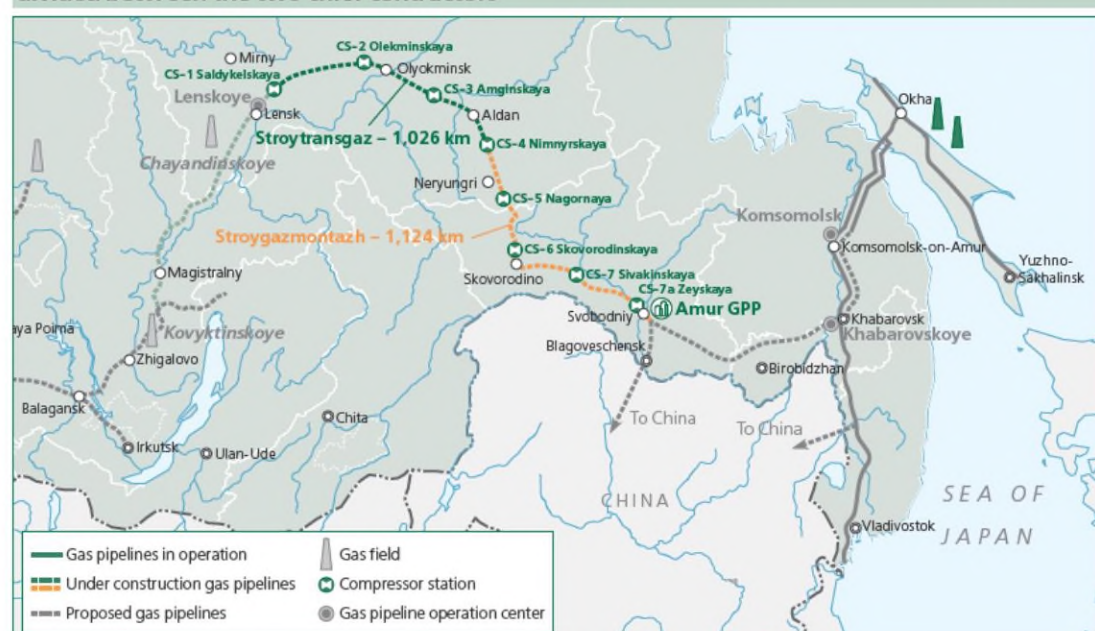 Mirny
CS-2 Olekminskaya
Olyokminsk
CS-1 Saldykelskaya
CS-3 Amginskaya
Lenskoye
Lensk
Aldan
Okha
Stroytransgaz – 1,026 km
CS-4 Nimnyrskaya
Chayandinskoye
Neryungri
CS-5 Nagornaya
Komsomolsk
Stroygazmontazh – 1,124 km
CS-6 Skovorodinskaya
Komsomolsk-on-Amur
Magistralny
Skovorodino
CS-7 Sivakinskaya
Yuzhno-
Sakhalinsk
CS-7a Zeyskaya
Amur GPP
Svobodniy
Khabarovsk
Kovyktinskoye
Khabarovskoye
Blagoveschensk
Zhigalovo
Birobidzhan
Balagansk
Chita
To China
To China
Irkutsk
Ulan-Ude
CHINA
SEA OF
JAPAN
Vladivostok
Gas pipelines in operation
Under construction gas pipelines
Proposed gas pipelines
Gas field
Compressor station
Gas pipeline operation center